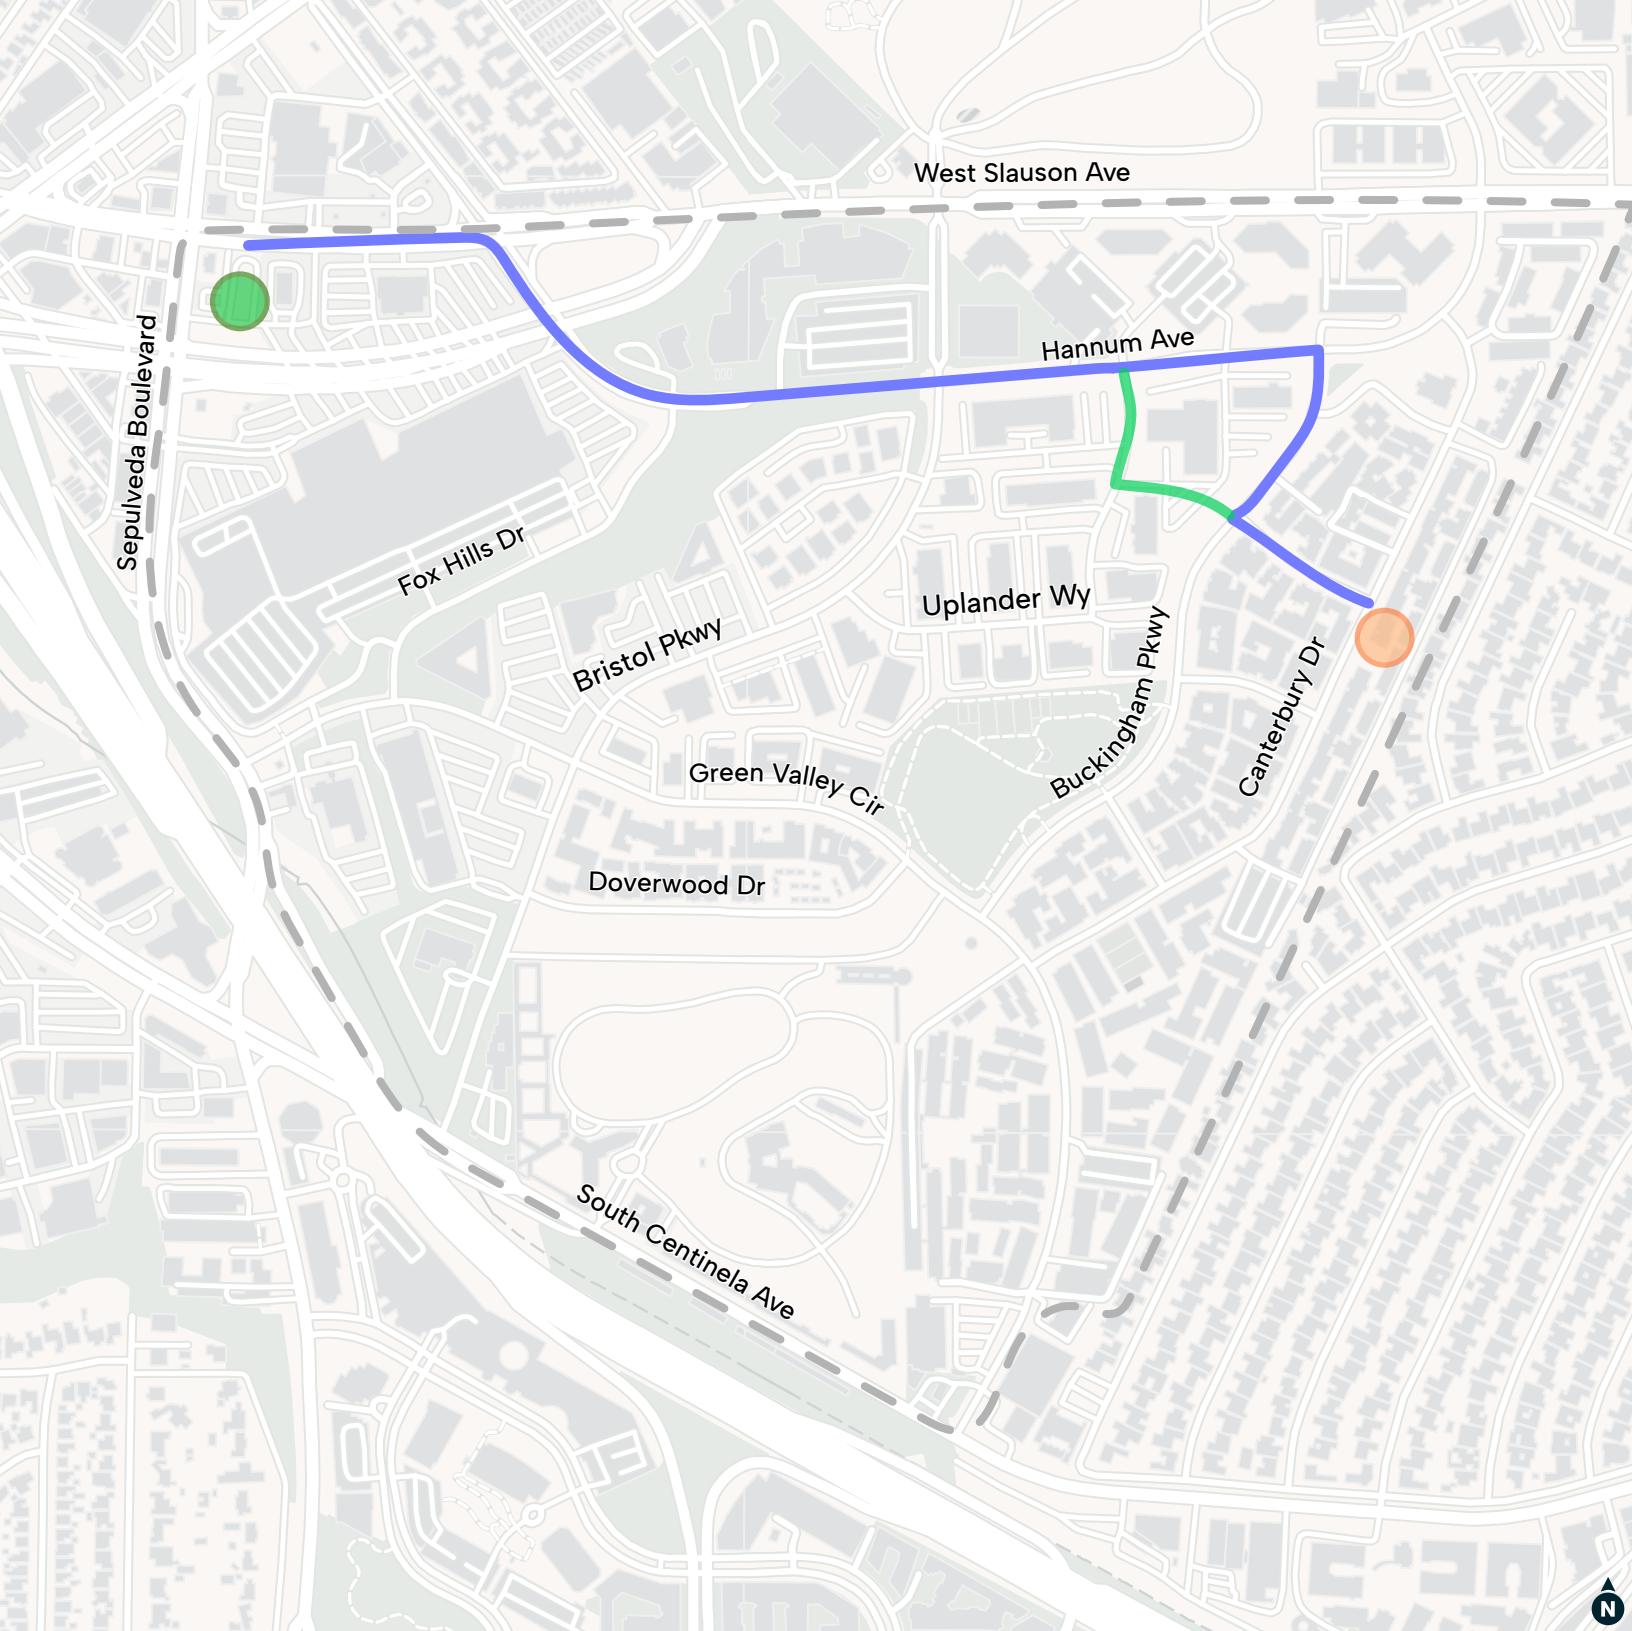 West Slauson Ave
Hannum Ave
Sepulveda Boulevard
Fox Hills Dr
Uplander Wy
Bristol Pkwy
Buckingham Pkwy
Canterbury Dr
Green Valley Cir
Doverwood Dr
South Centinela Ave
N